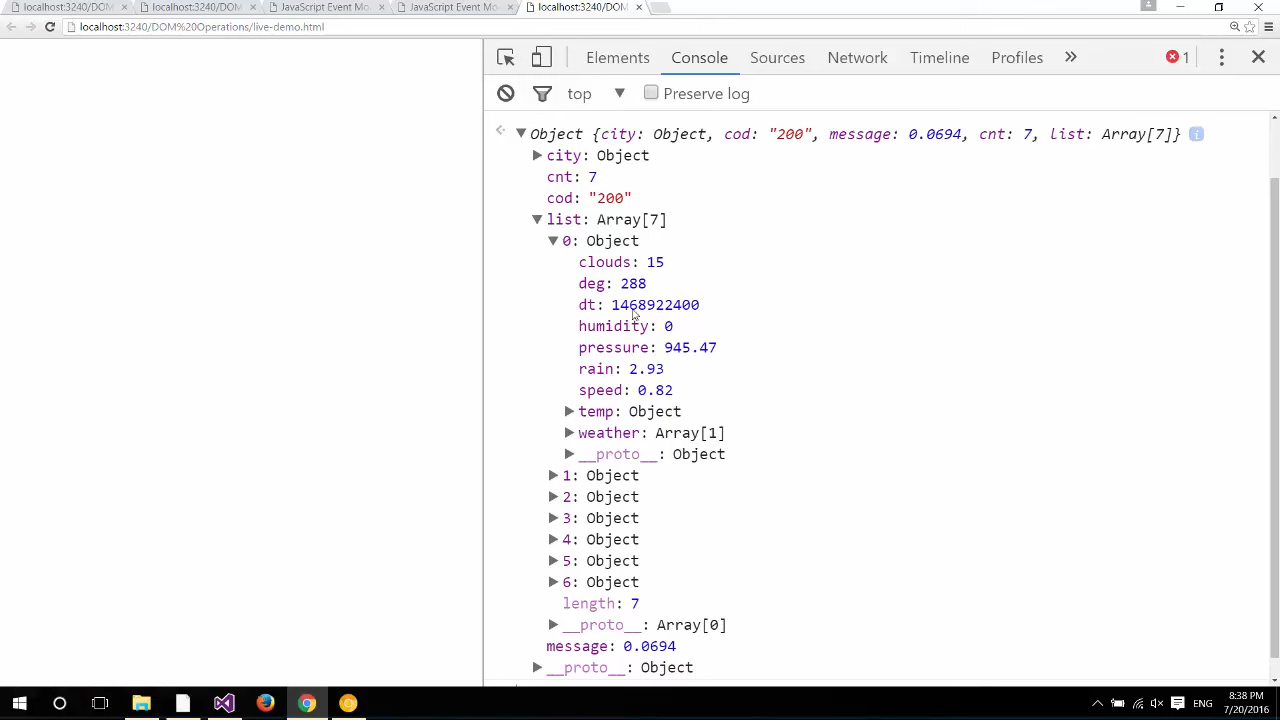 localhost:3240/DOM
localhost:3240/DOM
JavaScript Event Mo
JavaScript Event Mo
localhost:3240/DOM
localhost:3240/DOM%20Operations/live-demo.html
Elements Console Sources Network Timeline Profiles 1
top Preserve log
Object {city: Object, cod: "200", message: 0.0694, cnt: 7, list: Array[7]} i
city: Object
cnt: 7
cod: "200"
list: Array[7]
0: Object
clouds: 15
deg: 288
dt: 1468922400
humidity: 0
pressure: 945.47
rain: 2.93
speed: 0.82
temp: Object
weather: Array[1]
__proto__: Object
1: Object
2: Object
3: Object
4: Object
5: Object
6: Object
length: 7
__proto__: Array[0]
message: 0.0694
__proto__: Object
ENG
8:38 PM
7/20/2016